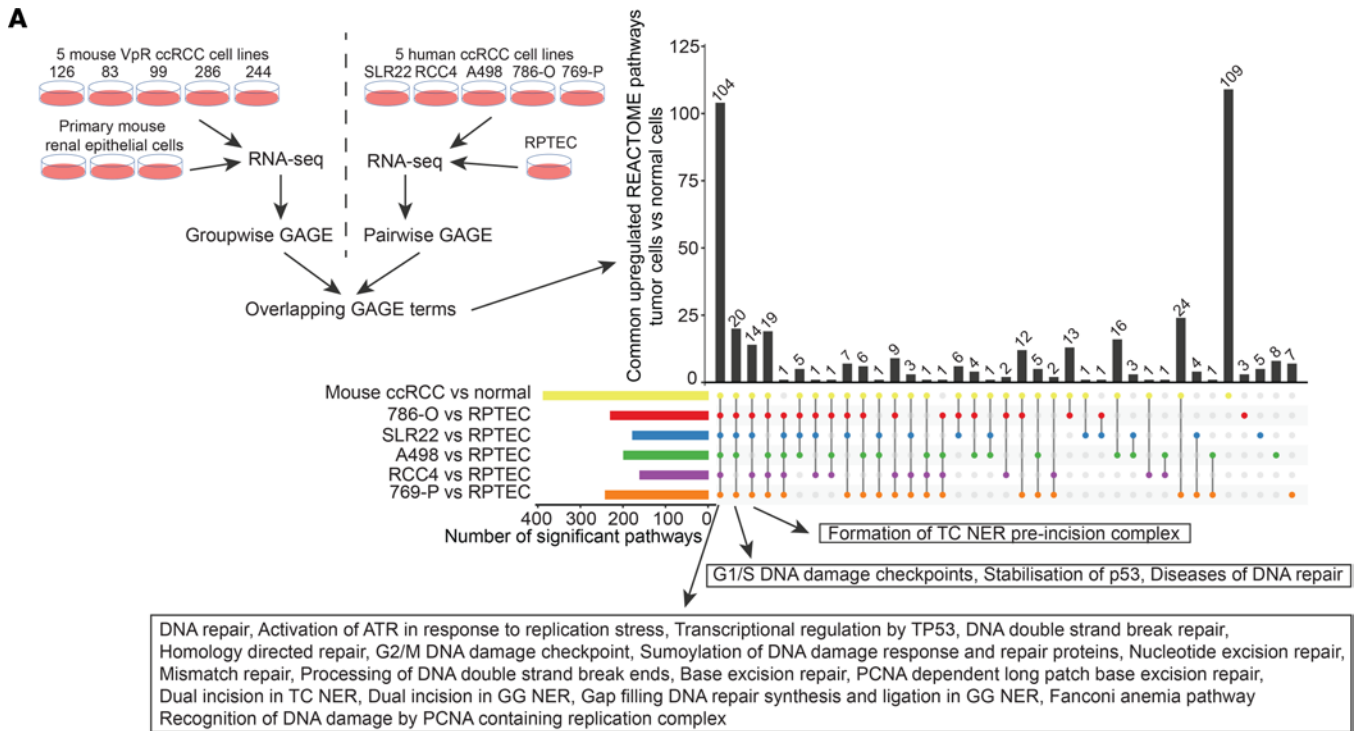 A
5 mouse VpR ccRCC cell lines
126 83 99 286 244
Primary mouse
renal epithelial cells
RNA-seq
Groupwise GAGE
5 human ccRCC cell lines
SLR22 RCC4 A498 786-O 769-P
RNA-seq
RPTEC
Pairwise GAGE
Overlapping GAGE terms
Common upregulated REACTOME pathways
tumor cells vs normal cells
125
100
75
50
25
0
104 20 14 19 1 5 1 1 7 6 1 9 3 1 1 6 4 1 2 12 5 2 13 1 1 16 3 1 1 24 4 1 109 3 5 8 7
Mouse ccRCC vs normal
786-O vs RPTEC
SLR22 vs RPTEC
A498 vs RPTEC
RCC4 vs RPTEC
769-P vs RPTEC
400 300 200 100 0
Number of significant pathways
Formation of TC NER pre-incision complex
G1/S DNA damage checkpoints, Stabilisation of p53, Diseases of DNA repair
DNA repair, Activation of ATR in response to replication stress, Transcriptional regulation by TP53, DNA double strand break repair,
Homology directed repair, G2/M DNA damage checkpoint, Sumoylation of DNA damage response and repair proteins, Nucleotide excision repair,
Mismatch repair, Processing of DNA double strand break ends, Base excision repair, PCNA dependent long patch base excision repair,
Dual incision in TC NER, Dual incision in GG NER, Gap filling DNA repair synthesis and ligation in GG NER, Fanconi anemia pathway
Recognition of DNA damage by PCNA containing replication complex